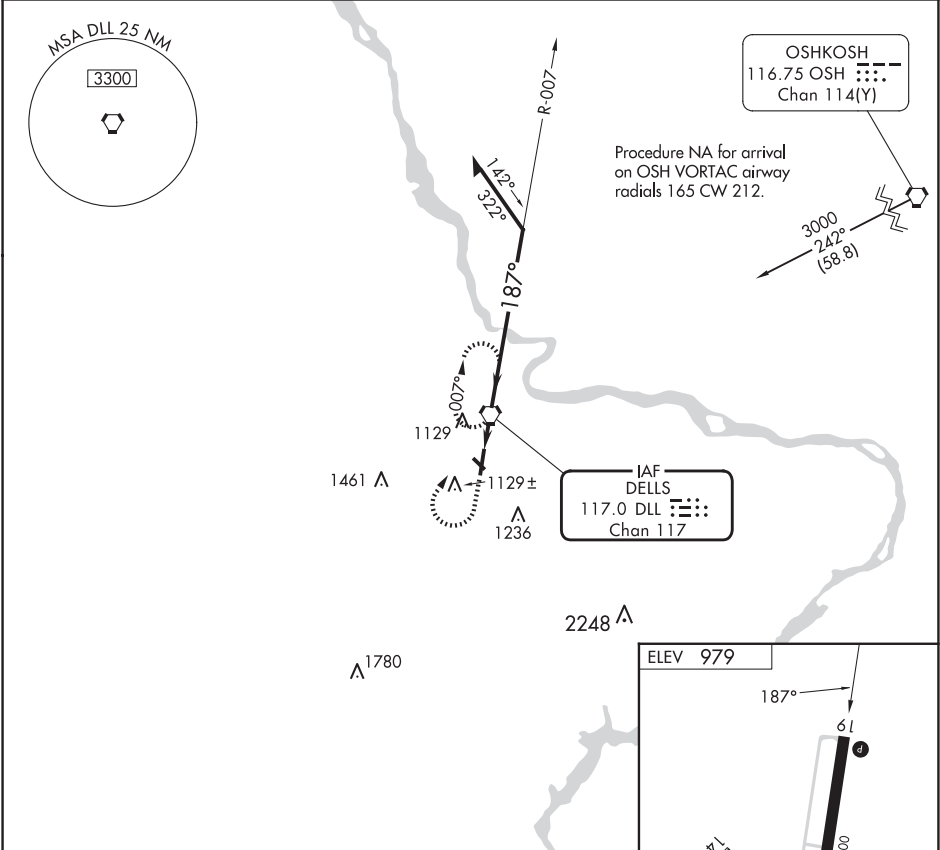 MSA DLL 25 NM
3300
R-007
OSHKOSH
116.75 OSH
Chan 114(Y)
Procedure NA for arrival
on OSH VORTAC airway
radials 165 CW 212.
142°
322°
3000
242°
(58.8)
187°
007°
1129
1461
1129±
1236
IAF
DELLS
117.0 DLL
Chan 117
2248
1780
ELEV 979
187°
19
P